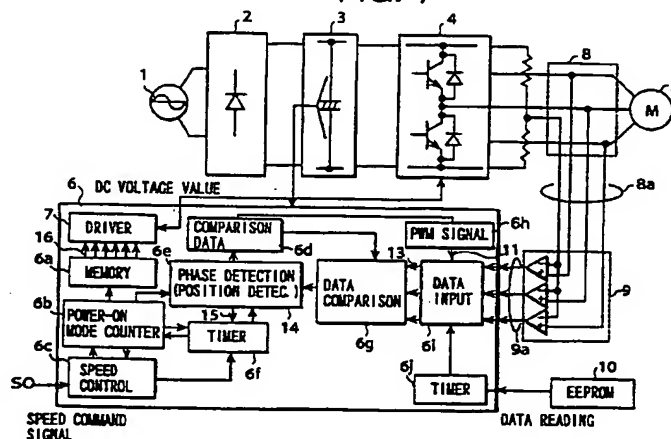 1
2
3
4
8
M
8a
6
DC VOLTAGE VALUE
7
DRIVER
16
6a
MEMORY
6b
POWER-ON
MODE COUNTER
6c
SPEED
CONTROL
SO
SPEED COMMAND
SIGNAL
COMPARISON
DATA
6d
6e
PHASE DETECTION
(POSITION DETEC.)
14
15
TIMER
6f
DATA
COMPARISON
6g
13
PWM SIGNAL
6h
11
DATA
INPUT
6i
6j
TIMER
9
9a
10
EEPROM
DATA READING